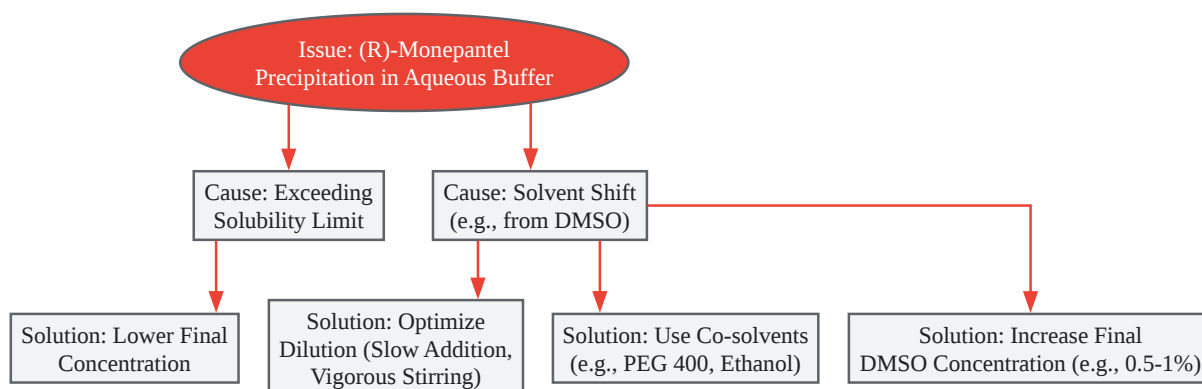 Issue: (R)-Monepantel
Precipitation in Aqueous Buffer
Cause: Exceeding
Solubility Limit
Cause: Solvent Shift
(e.g., from DMSO)
Solution: Lower Final
Concentration
Solution: Optimize
Dilution (Slow Addition,
Vigorous Stirring)
Solution: Use Co-solvents
(e.g., PEG 400, Ethanol)
Solution: Increase Final
DMSO Concentration (e.g., 0.5-1%)